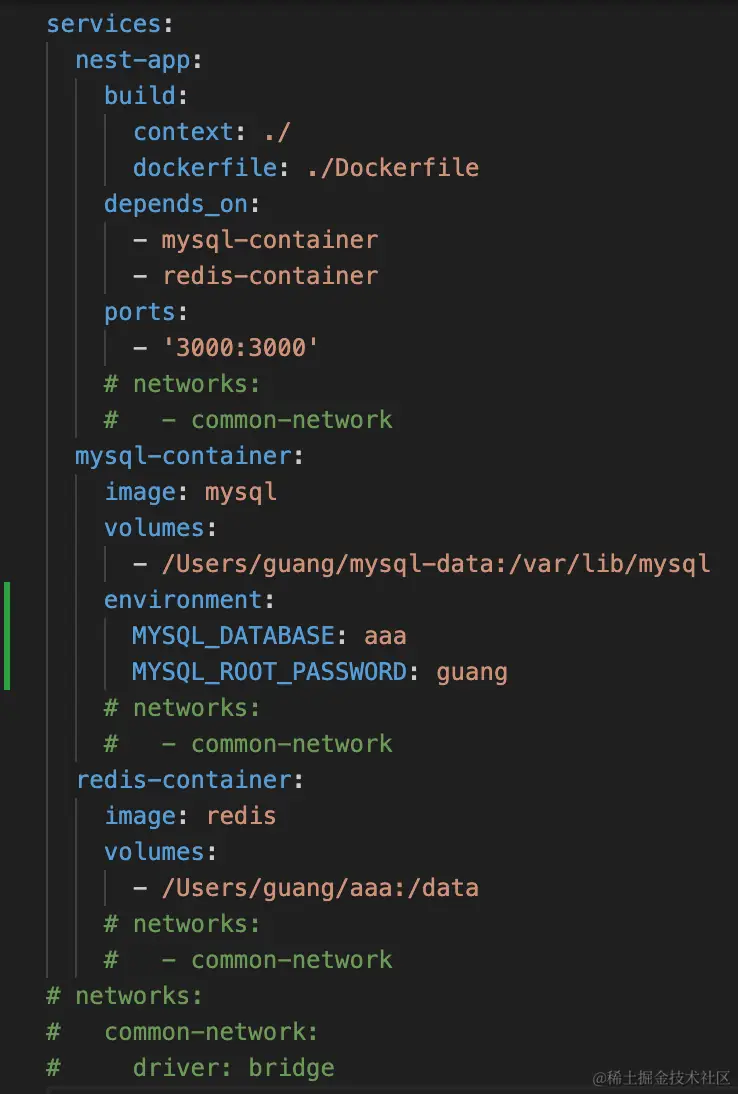 services:
  nest-app:
    build:
      context: ./
      dockerfile: ./Dockerfile
    depends_on:
      - mysql-container
      - redis-container
    ports:
      - '3000:3000'
    # networks:
    #   - common-network
  mysql-container:
    image: mysql
    volumes:
      - /Users/guang/mysql-data:/var/lib/mysql
    environment:
      MYSQL_DATABASE: aaa
      MYSQL_ROOT_PASSWORD: guang
    # networks:
    #   - common-network
  redis-container:
    image: redis
    volumes:
      - /Users/guang/aaa:/data
    # networks:
    #   - common-network
# networks:
#   common-network:
#     driver: bridge
@稀土掘金技术社区